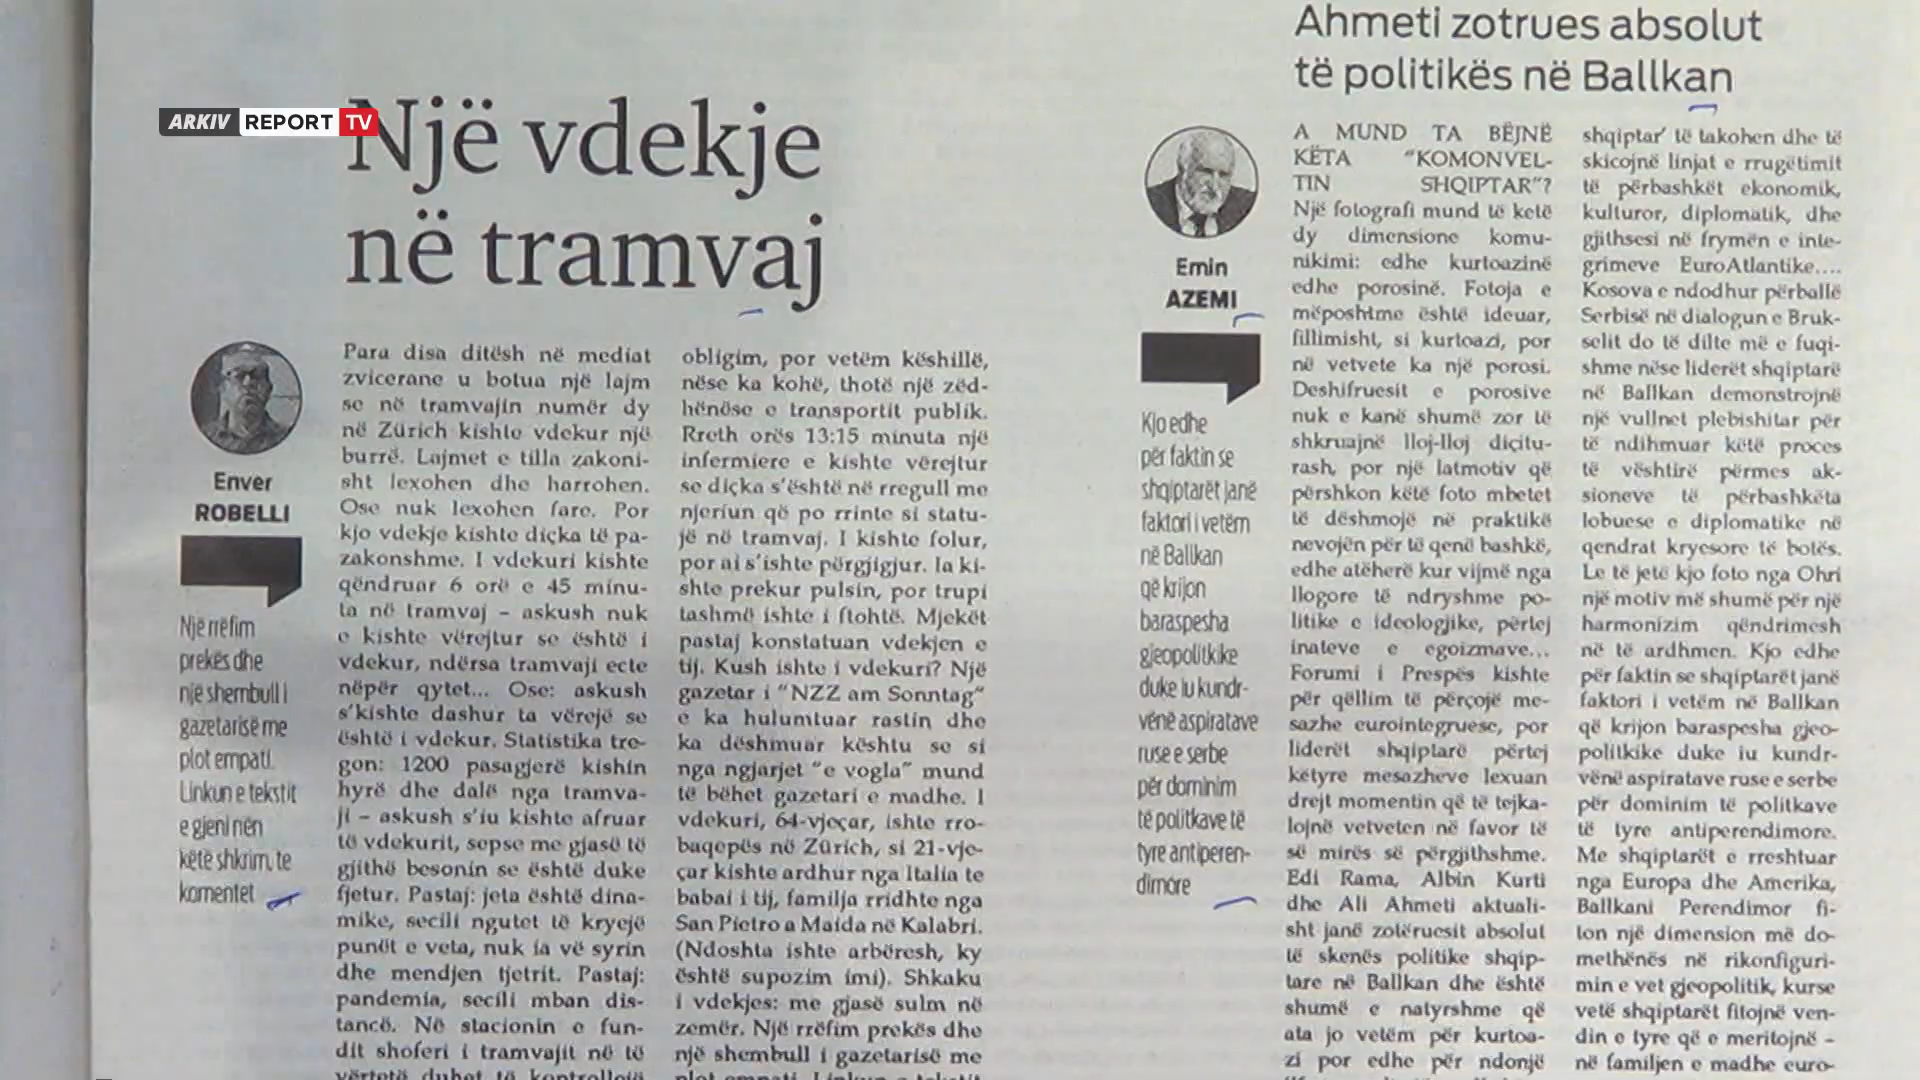 ARKIV REPORT TV
Një vdekje
në tramvaj
Enver
ROBELLI
Një rrëfim
prekës dhe
një shembull i
gazetarisë me
plot empati.
Linkun e tekstit
e gjeni nën
këtë shkrim, te
komentet
Para disa ditësh në mediat
zvicerane u botua një lajm
se në tramvajin numër dy
në Zürich kishte vdekur një
burrë. Lajmet e tilla zakoni-
sht lexohen dhe harrohen.
Ose nuk lexohen fare. Por
kjo vdekje kishte diçka të pa-
zakonshme. I vdekuri kishte
qëndruar 6 orë e 45 minu-
ta në tramvaj – askush nuk
e kishte vërejtur se është i
vdekur, ndërsa tramvaji ecte
nëpër qytet... Ose: askush
s’kishte dashur ta vërejë se
është i vdekur. Statistika tre-
gon: 1200 pasagjerë kishin
hyrë dhe dalë nga tramva-
ji – askush s’iu kishte afruar
të vdekurit, sepse me gjasë të
gjithë besonin se është duke
fjetur. Pastaj: jeta është dina-
mike, secili ngutet të kryejë
punët e veta, nuk ia vë syrin
dhe mendjen tjetrit. Pastaj:
pandemia, secili mban dis-
tancë. Në stacionin e fun-
dit shoferi i tramvajit në të
vërtetë duhet të kontrollojë
obligim, por vetëm këshillë,
nëse ka kohë, thotë një zëd-
hënëse e transportit publik.
Rreth orës 13:15 minuta një
infermiere e kishte vërejtur
se diçka s’është në rregull me
njeriun që po rrinte si statu-
jë në tramvaj. I kishte folur,
por ai s’ishte përgjigjur. Ia ki-
shte prekur pulsin, por trupi
tashmë ishte i ftohtë. Mjekët
pastaj konstatuan vdekjen e
tij. Kush ishte i vdekuri? Një
gazetar i “NZZ am Sonntag”
e ka hulumtuar rastin dhe
ka dëshmuar kështu se si
nga ngjarjet “e vogla” mund
të bëhet gazetari e madhe. I
vdekuri, 64-vjeçar, ishte rro-
baqepës në Zürich, si 21-vje-
çar kishte ardhur nga Italia te
babai i tij, familja rridhte nga
San Pietro a Maida në Kalabri.
(Ndoshta ishte arbëresh, ky
është supozim imi). Shkaku
i vdekjes: me gjasë sulm në
zemër. Një rrëfim prekës dhe
një shembull i gazetarisë me
plot empati. Linkun e tekstit
Ahmeti zotrues absolut
të politikës në Ballkan
Emin
AZEMI
Kjo edhe
për faktin se
shqiptarët janë
faktori i vetëm
në Ballkan
që krijon
baraspesha
gjeopolitkike
duke iu kundr-
vënë aspiratave
ruse e serbe
për dominim
të politkave të
tyre antiperen-
dimore
A MUND TA BËJNË
KËTA “KOMONVEL-
TIN SHQIPTAR”?
Një fotografi mund të ketë
dy dimensione komu-
nikimi: edhe kurtoazinë
edhe porosinë. Fotoja e
mëposhtme është ideuar,
fillimisht, si kurtoazi, por
në vetvete ka një porosi.
Deshifruesit e porosive
nuk e kanë shumë zor të
shkruajnë lloj-lloj diçitu-
rash, por një latmotiv që
përshkon këtë foto mbetet
të dëshmojë në praktikë
nevojën për të qenë bashkë,
edhe atëherë kur vijmë nga
llogore të ndryshme po-
litike e ideologjike, përtej
inateve e egoizmave...
Forumi i Prespës kishte
për qëllim të përçojë me-
sazhe eurointegruese, por
liderët shqiptarë përtej
këtyre mesazheve lexuan
drejt momentin që të tejka-
lojnë vetveten në favor të
së mirës së përgjithshme.
Edi Rama, Albin Kurti
dhe Ali Ahmeti aktuali-
sht janë zotëruesit absolut
të skenës politike shqip-
tare në Ballkan dhe është
shumë e natyrshme që
ata jo vetëm për kurtoa-
zi por edhe për ndonjë
shqiptar’ të takohen dhe të
skicojnë linjat e rrugëtimit
të përbashkët ekonomik,
kulturor, diplomatik, dhe
gjithsesi në frymën e inte-
grimeve EuroAtlantike....
Kosova e ndodhur përballë
Serbisë në dialogun e Bruk-
selit do të dilte më e fuqi-
shme nëse liderët shqiptarë
në Ballkan demonstrojnë
një vullnet plebishitar për
të ndihmuar këtë proces
të vështirë përmes ak-
sioneve të përbashkëta
lobuese e diplomatike në
qendrat kryesore të botës.
Le të jetë kjo foto nga Ohri
një motiv më shumë për një
harmonizim qëndrimesh
në të ardhmen. Kjo edhe
për faktin se shqiptarët janë
faktori i vetëm në Ballkan
që krijon baraspesha gjeo-
politkike duke iu kundr-
vënë aspiratave ruse e serbe
për dominim të politkave
të tyre antiperendimore.
Me shqiptarët e rreshtuar
nga Europa dhe Amerika,
Ballkani Perendimor fi-
lon një dimension më do-
methënës në rikonfiguri-
min e vet gjeopolitik, kurse
vetë shqiptarët fitojnë ven-
din e tyre që e meritojnë –
në familjen e madhe euro-